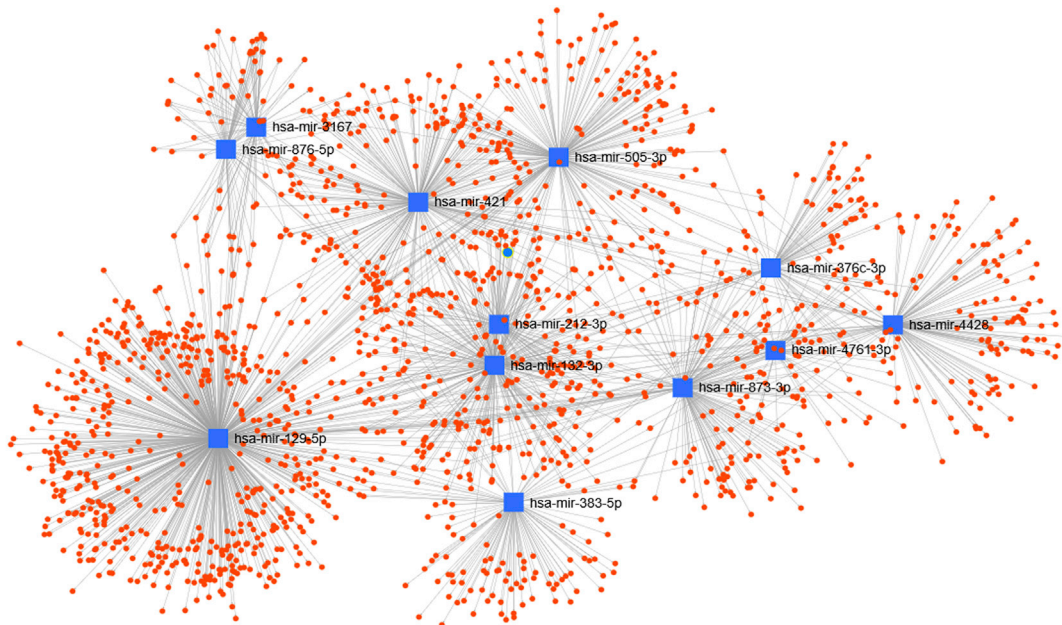 hsa-mir-3167
hsa-mir-876-5p
hsa-mir-505-3p
hsa-mir-421
hsa-mir-376c-3p
hsa-mir-212-3p
hsa-mir-4428
hsa-mir-4761-3p
hsa-mir-132-3p
hsa-mir-873-3p
hsa-mir-129-5p
hsa-mir-383-5p